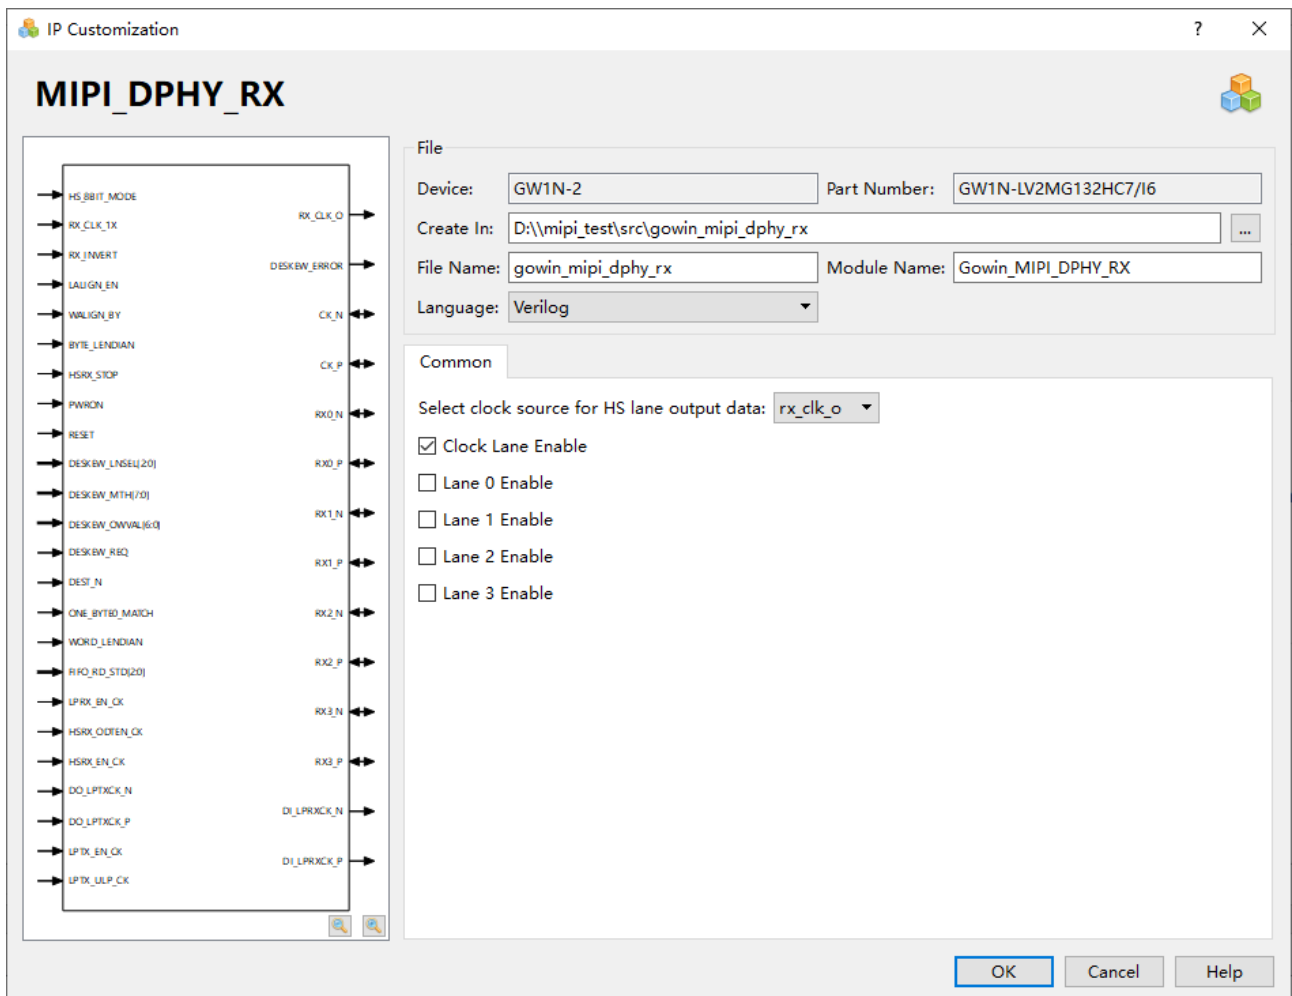 IP Customization
?
MIPI_DPHY_RX
HS_8BIT_MODE
RX_CLK_1X
RX_INVERT
LALIGN_EN
WALIGN_BY
BYTE_LENDIAN
HSRX_STOP
PWRON
RESET
DESKEW_LNSEL[2:0]
DESKEW_MTH[7:0]
DESKEW_OWVAL[6:0]
DESKEW_REQ
DEST_N
ONE_BYTE0_MATCH
WORD_LENDIAN
FIFO_RD_STD[2:0]
LPRX_EN_CK
HSRX_ODTEN_CK
HSRX_EN_CK
DO_LPTXCK_N
DO_LPTXCK_P
LPTX_EN_CK
LPTX_ULP_CK
RX_CLK_O
DESKEW_ERROR
CK_N
CK_P
RX0_N
RX0_P
RX1_N
RX1_P
RX2_N
RX2_P
RX3_N
RX3_P
DI_LPRXCK_N
DI_LPRXCK_P
File
Device: GW1N-2 Part Number: GW1N-LV2MG132HC7/I6
Create In: D:\\mipi_test\src\gowin_mipi_dphy_rx ...
File Name: gowin_mipi_dphy_rx Module Name: Gowin_MIPI_DPHY_RX
Language: Verilog
Common
Select clock source for HS lane output data: rx_clk_o
Clock Lane Enable
Lane 0 Enable
Lane 1 Enable
Lane 2 Enable
Lane 3 Enable
OK Cancel Help